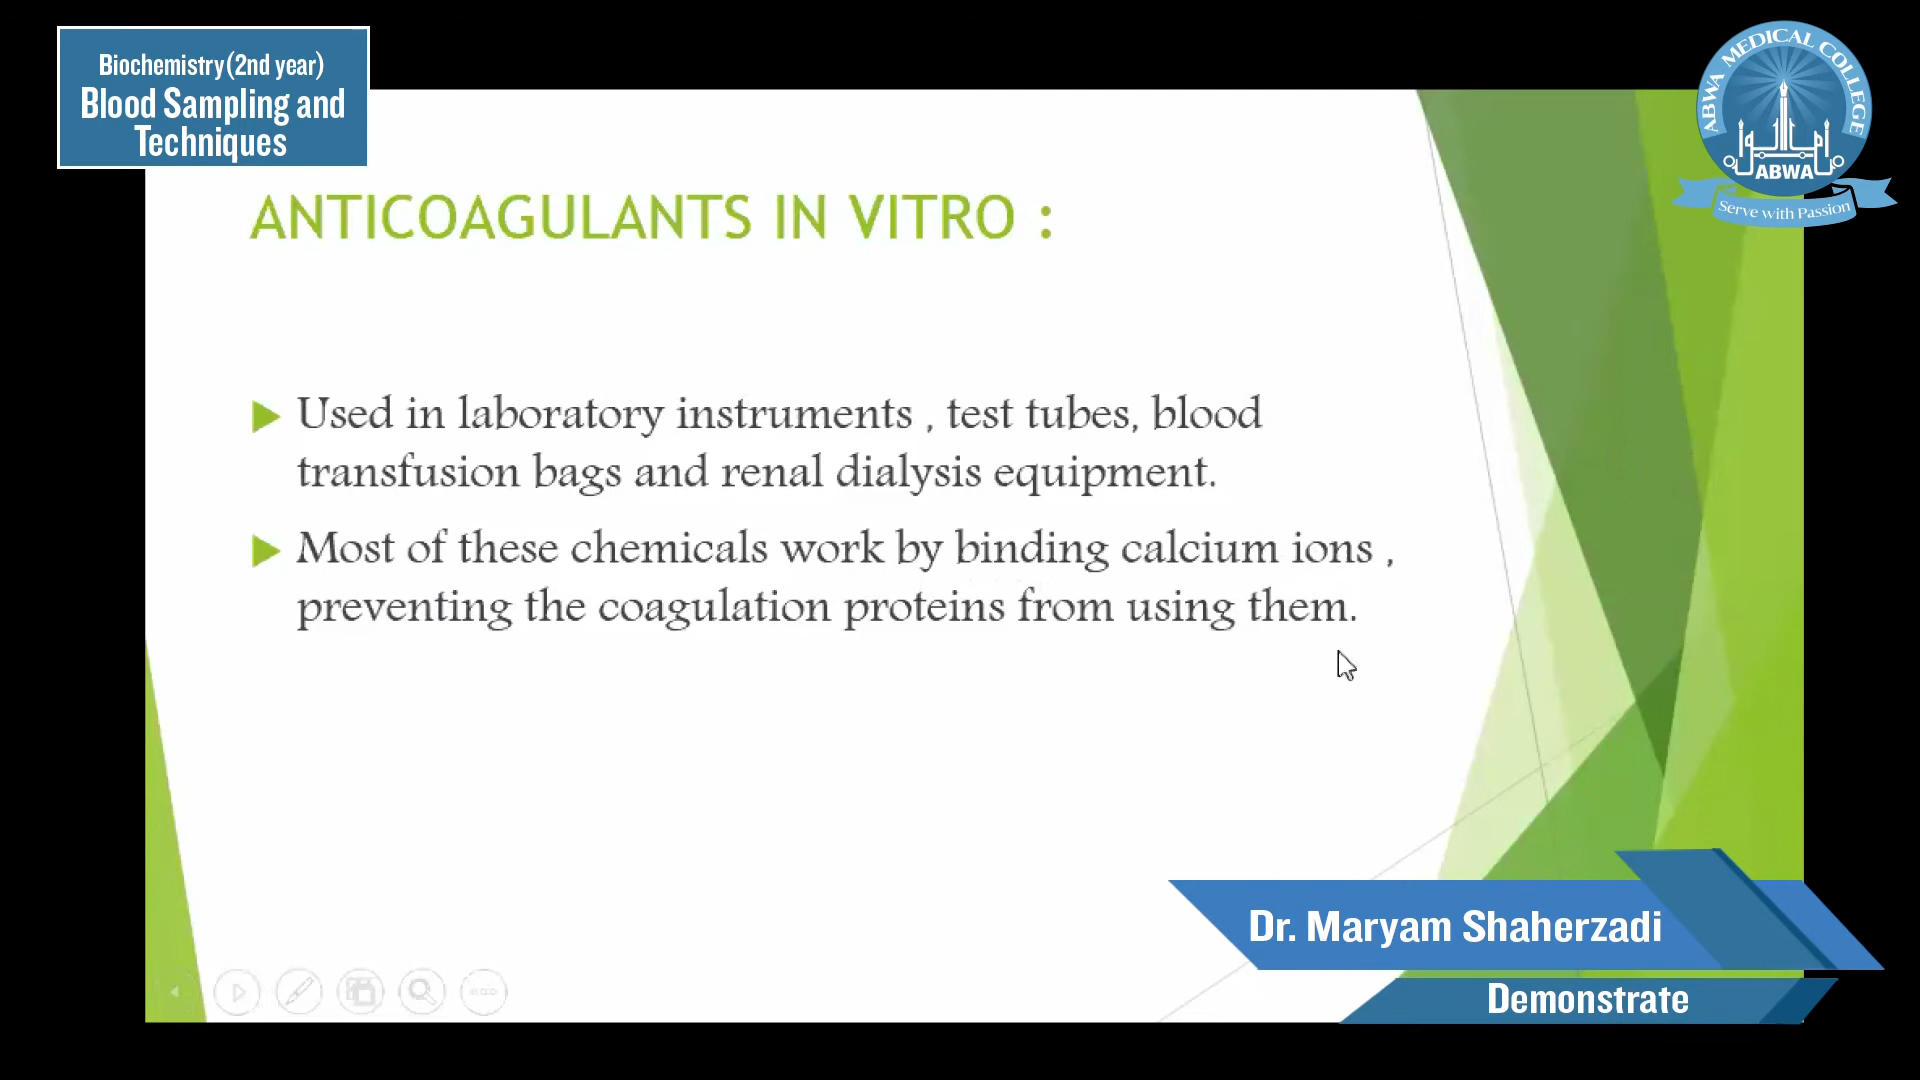 Biochemistry(2nd year)
Blood Sampling and
Techniques
ABWA MEDICAL COLLEGE
ABWA
Serve with Passion
ANTICOAGULANTS IN VITRO :
Used in laboratory instruments , test tubes, blood
transfusion bags and renal dialysis equipment.
Most of these chemicals work by binding calcium ions ,
preventing the coagulation proteins from using them.
Dr. Maryam Shaherzadi
Demonstrate